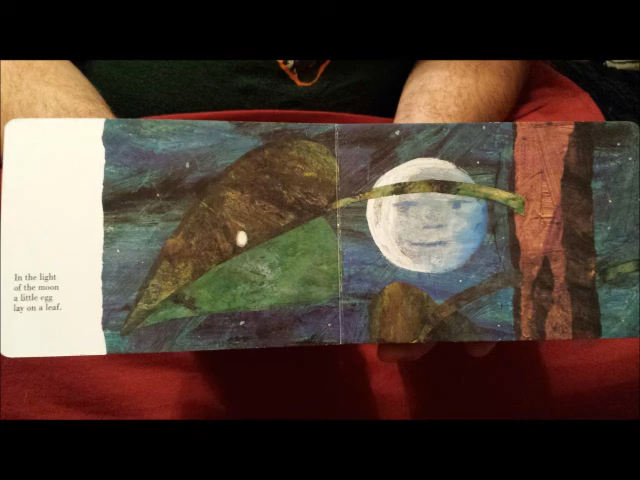 In the light
of the moon
a little egg
lay on a leaf.